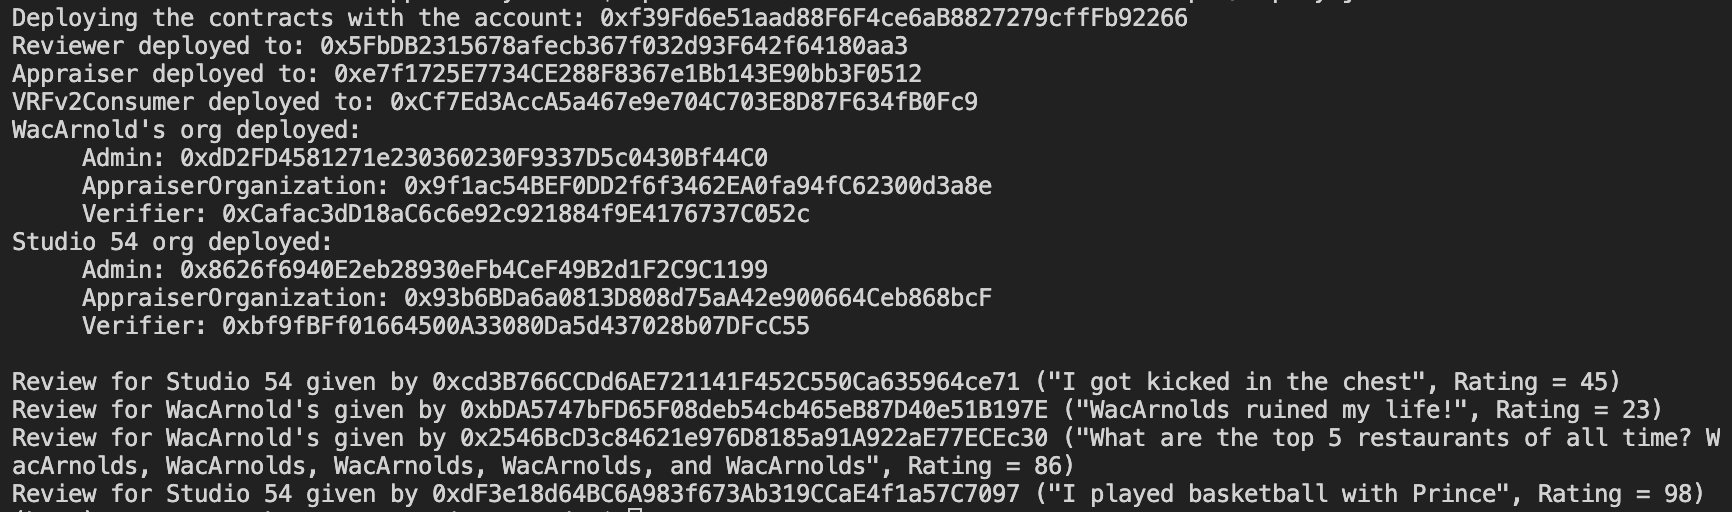 Deploying the contracts with the account: 0xf39Fd6e51aad88F6F4ce6aB8827279cffFb92266
Reviewer deployed to: 0x5FbDB2315678afecb367f032d93F642f64180aa3
Appraiser deployed to: 0xe7f1725E7734CE288F8367e1Bb143E90bb3F0512
VRFv2Consumer deployed to: 0xCf7Ed3AccA5a467e9e704C703E8D87F634fB0Fc9
WacArnold's org deployed:
Admin: 0xdD2FD4581271e230360230F9337D5c0430Bf44C0
AppraiserOrganization: 0x9f1ac54BEF0DD2f6f3462EA0fa94fC62300d3a8e
Verifier: 0xCafac3dD18aC6c6e92c921884f9E4176737C052c
Studio 54 org deployed:
Admin: 0x8626f6940E2eb28930eFb4CeF49B2d1F2C9C1199
AppraiserOrganization: 0x93b6BDa6a0813D808d75aA42e900664Ceb868bcF
Verifier: 0xbf9fBFf01664500A33080Da5d437028b07DFcC55
Review for Studio 54 given by 0xcd3B766CCDd6AE721141F452C550Ca635964ce71 ("I got kicked in the chest", Rating = 45)
Review for WacArnold's given by 0xbDA5747bFD65F08deb54cb465eB87D40e51B197E ("WacArnolds ruined my life!", Rating = 23)
Review for WacArnold's given by 0x2546BcD3c84621e976D8185a91A922aE77ECEc30 ("What are the top 5 restaurants of all time? W
acArnolds, WacArnolds, WacArnolds, WacArnolds, and WacArnolds", Rating = 86)
Review for Studio 54 given by 0xdF3e18d64BC6A983f673Ab319CCaE4f1a57C7097 ("I played basketball with Prince", Rating = 98)